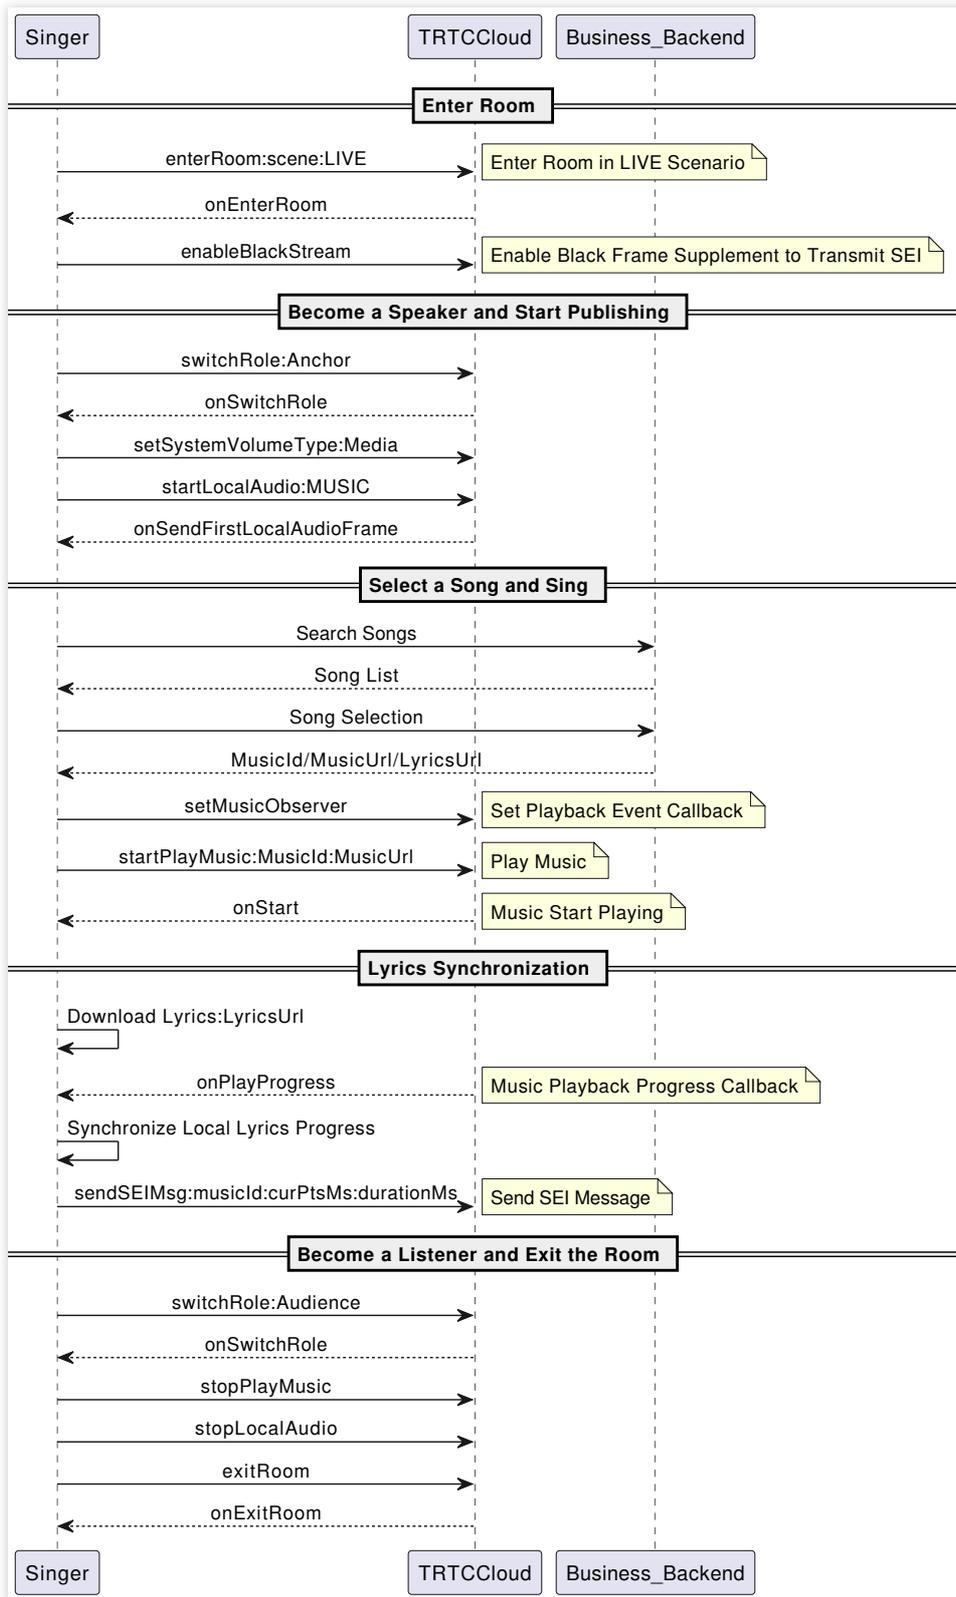 Singer TRTCCloud Business_Backend
Enter Room
enterRoom:scene:LIVE
Enter Room in LIVE Scenario
onEnterRoom
enableBlackStream
Enable Black Frame Supplement to Transmit SEI
Become a Speaker and Start Publishing
switchRole:Anchor
onSwitchRole
setSystemVolumeType:Media
startLocalAudio:MUSIC
onSendFirstLocalAudioFrame
Select a Song and Sing
Search Songs
Song List
Song Selection
MusicId/MusicUrl/LyricsUrl
setMusicObserver
Set Playback Event Callback
startPlayMusic:MusicId:MusicUrl
Play Music
onStart
Music Start Playing
Lyrics Synchronization
Download Lyrics:LyricsUrl
onPlayProgress
Music Playback Progress Callback
Synchronize Local Lyrics Progress
sendSEIMsg:musicId:curPtsMs:durationMs
Send SEI Message
Become a Listener and Exit the Room
switchRole:Audience
onSwitchRole
stopPlayMusic
stopLocalAudio
exitRoom
onExitRoom
Singer TRTCCloud Business_Backend